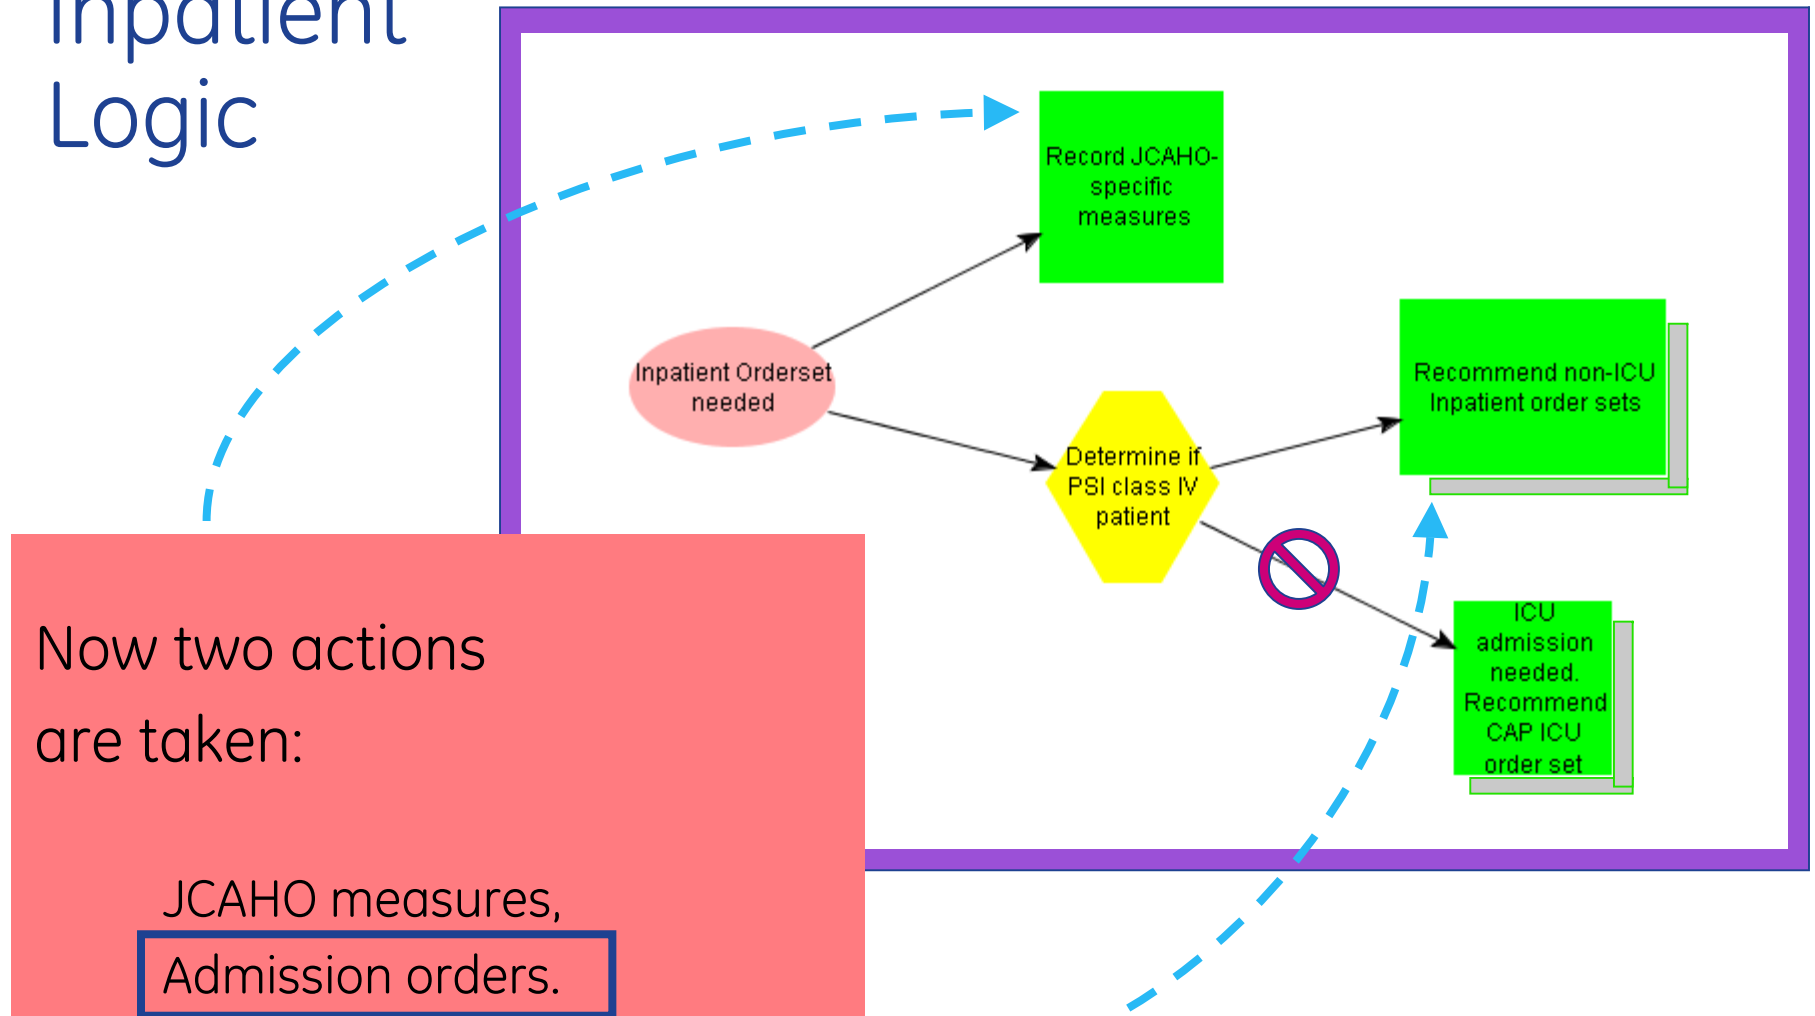 Inpatient
Logic
Record JCAHO-
specific
measures
Inpatient Orderset
needed
Recommend non-ICU
Inpatient order sets
Determine if
PSI class IV
patient
ICU
admission
needed.
Recommend
CAP ICU
order set
Now two actions
are taken:
JCAHO measures,
Admission orders.